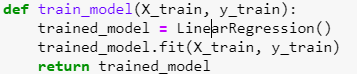 def train_model(X_train, y_train):
    trained_model = LinearRegression()
    trained_model.fit(X_train, y_train)
    return trained_model